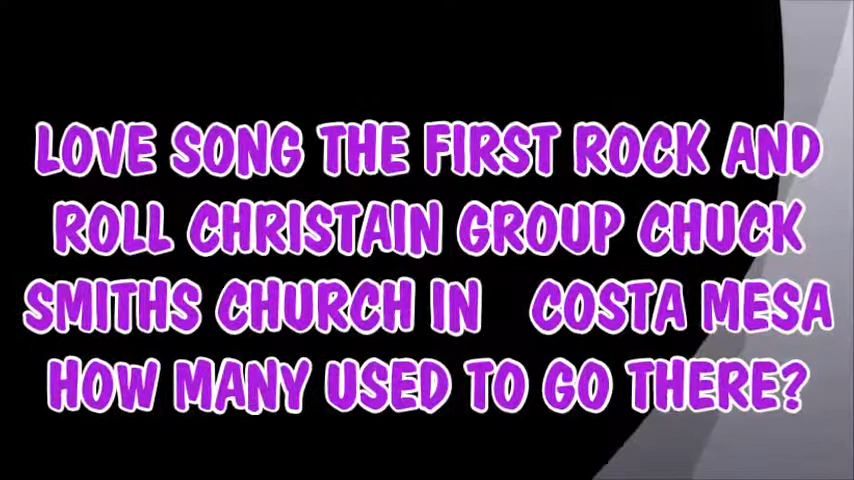 LOVE SONG THE FIRST ROCK AND
ROLL CHRISTAIN GROUP CHUCK
SMITHS CHURCH IN COSTA MESA
HOW MANY USED TO GO THERE?